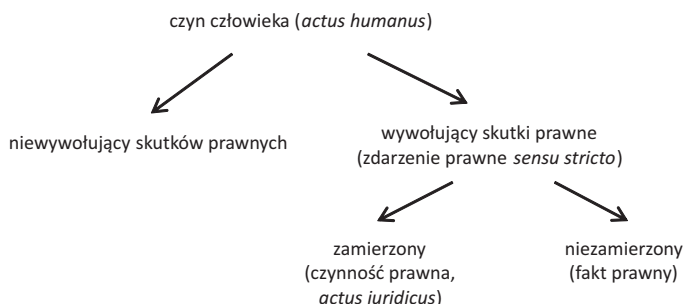 czyn człowieka (actus humanus)
niewywołujący skutków prawnych
wywołujący skutki prawne
(zdarzenie prawne sensu stricto)
zamierzony
(czynność prawna,
actus iuridicus)
niezamierzony
(fakt prawny)